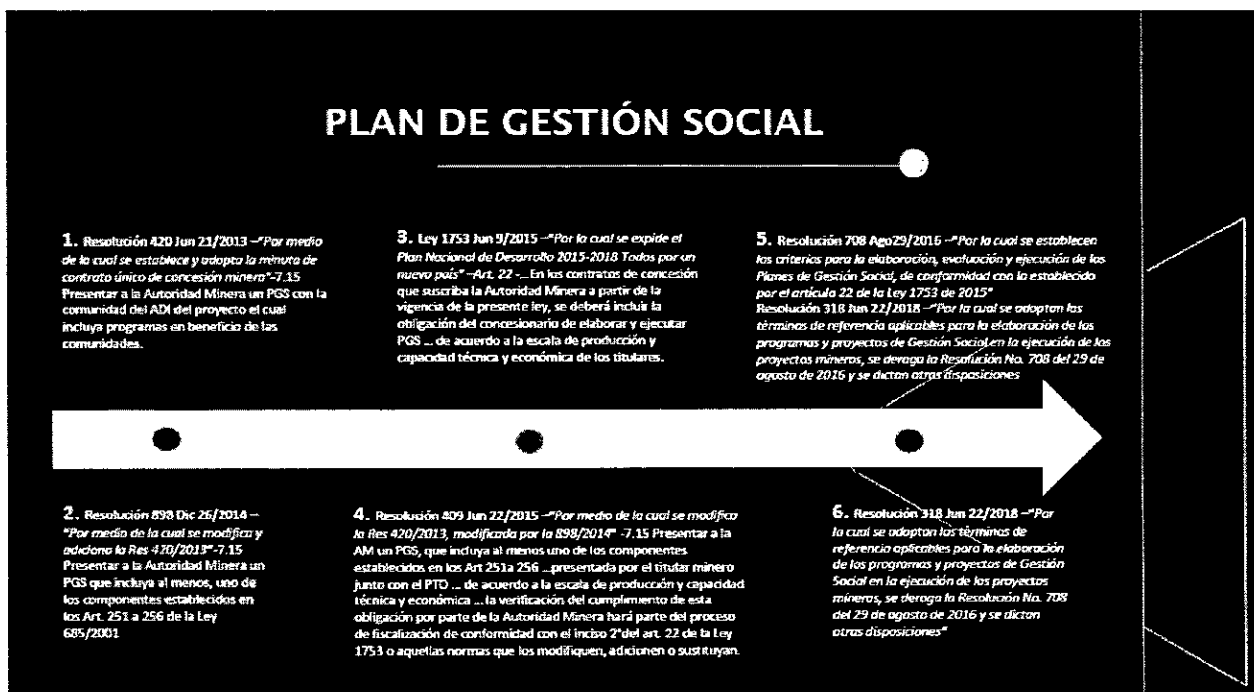 PLAN DE GESTIÓN SOCIAL
1. Resolución 420 Jun 21/2013 –"Por medio
de la cual se establece y adopta la minuta de
contrato único de concesión minera"-7.15
Presentar a la Autoridad Minera un PGS con la
comunidad del ADI del proyecto el cual
incluya programas en beneficio de las
comunidades.
2. Resolución 898 Dic 26/2014 –
"Por medio de la cual se modifica y
adiciona la Res 420/2013"-7.15
Presentar a la Autoridad Minera un
PGS que incluya al menos, uno de
los componentes establecidos en
los Art. 251 a 256 de la Ley
685/2001
3. Ley 1753 Jun 9/2015 –"Por la cual se expide el
Plan Nacional de Desarrollo 2015-2018 Todos por un
nuevo país" –Art. 22 -... En los contratos de concesión
que suscriba la Autoridad Minera a partir de la
vigencia de la presente ley, se deberá incluir la
obligación del concesionario de elaborar y ejecutar
PGS ... de acuerdo a la escala de producción y
capacidad técnica y económica de los titulares.
4. Resolución 409 Jun 22/2015 –"Por medio de la cual se modifica
la Res 420/2013, modificada por la 898/2014" -7.15 Presentar a la
AM un PGS, que incluya al menos uno de los componentes
establecidos en los Art 251a 256 ...presentada por el titular minero
junto con el PTO ... de acuerdo a la escala de producción y capacidad
técnica y económica ... la verificación del cumplimiento de esta
obligación por parte de la Autoridad Minera hará parte del proceso
de fiscalización de conformidad con el inciso 2°del art. 22 de la Ley
1753 o aquellas normas que los modifiquen, adicionen o sustituyan.
5. Resolución 708 Ago29/2016 –"Por la cual se establecen
los criterios para la elaboración, evaluación y ejecución de los
Planes de Gestión Social, de conformidad con lo establecido
por el artículo 22 de la Ley 1753 de 2015"
Resolución 318 Jun 22/2018 –"Por la cual se adoptan los
términos de referencia aplicables para la elaboración de los
programas y proyectos de Gestión Social en la ejecución de los
proyectos mineros, se deroga la Resolución No. 708 del 29 de
agosto de 2016 y se dictan otras disposiciones
6. Resolución 318 Jun 22/2018 –"Por
la cual se adoptan los términos de
referencia aplicables para la elaboración
de los programas y proyectos de Gestión
Social en la ejecución de los proyectos
mineros, se deroga la Resolución No. 708
del 29 de agosto de 2016 y se dictan
otras disposiciones"